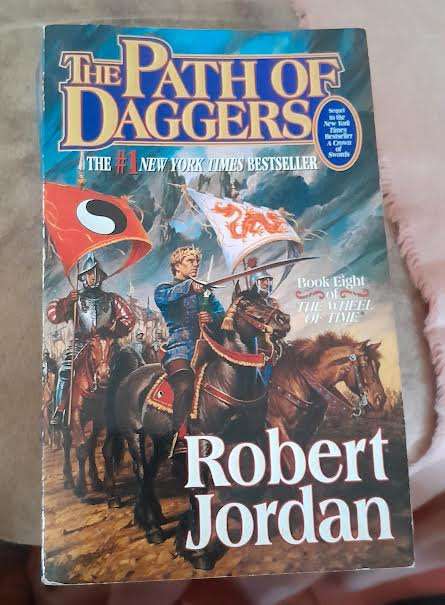 THE PATH OF
DAGGERS
Sequel
to the
New York
Times
Bestseller
A Crown
of
Swords
THE #1 NEW YORK TIMES BESTSELLER
Book Eight
of
THE WHEEL
OF TIME
Robert
Jordan